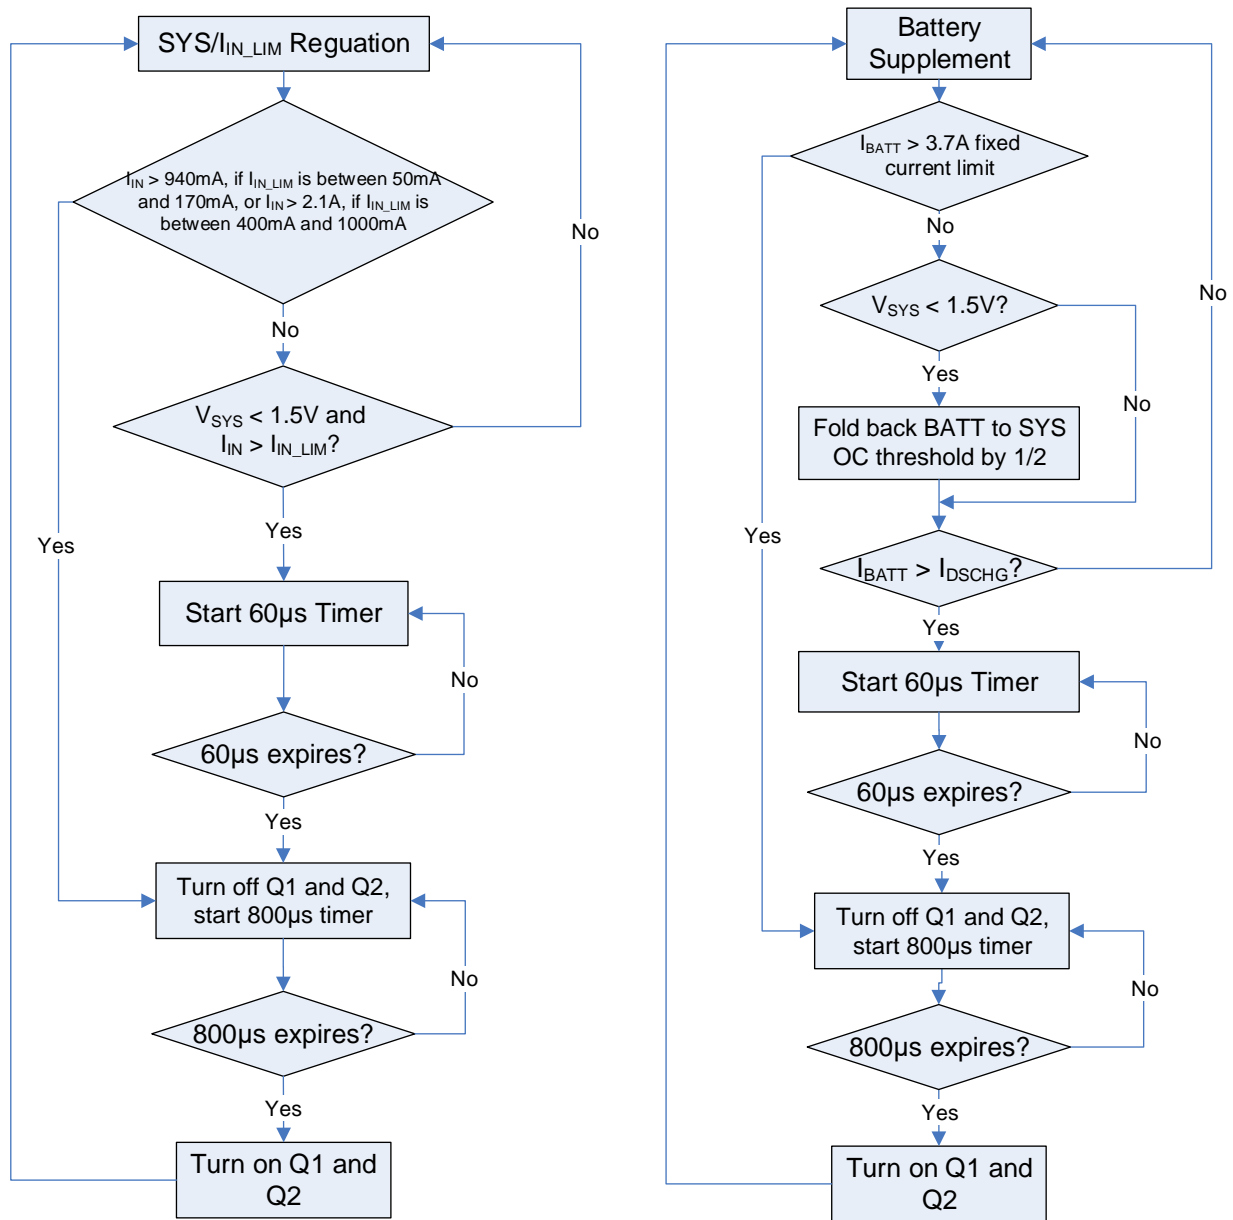 SYS/IIN_LIM Reguation
IIN > 940mA, if IIN_LIM is between 50mA
and 170mA, or IIN > 2.1A, if IIN_LIM is
between 400mA and 1000mA
No
No
VSYS < 1.5V and
IIN > IIN_LIM?
Yes
Yes
Start 60µs Timer
No
60µs expires?
Yes
Turn off Q1 and Q2,
start 800µs timer
No
800µs expires?
Yes
Turn on Q1 and
Q2
Battery
Supplement
IBATT > 3.7A fixed
current limit
No
No
VSYS < 1.5V?
Yes
No
Fold back BATT to SYS
OC threshold by 1/2
Yes
IBATT > IDSCHG?
Yes
Start 60µs Timer
No
60µs expires?
Yes
Turn off Q1 and Q2,
start 800µs timer
No
800µs expires?
Yes
Turn on Q1 and
Q2